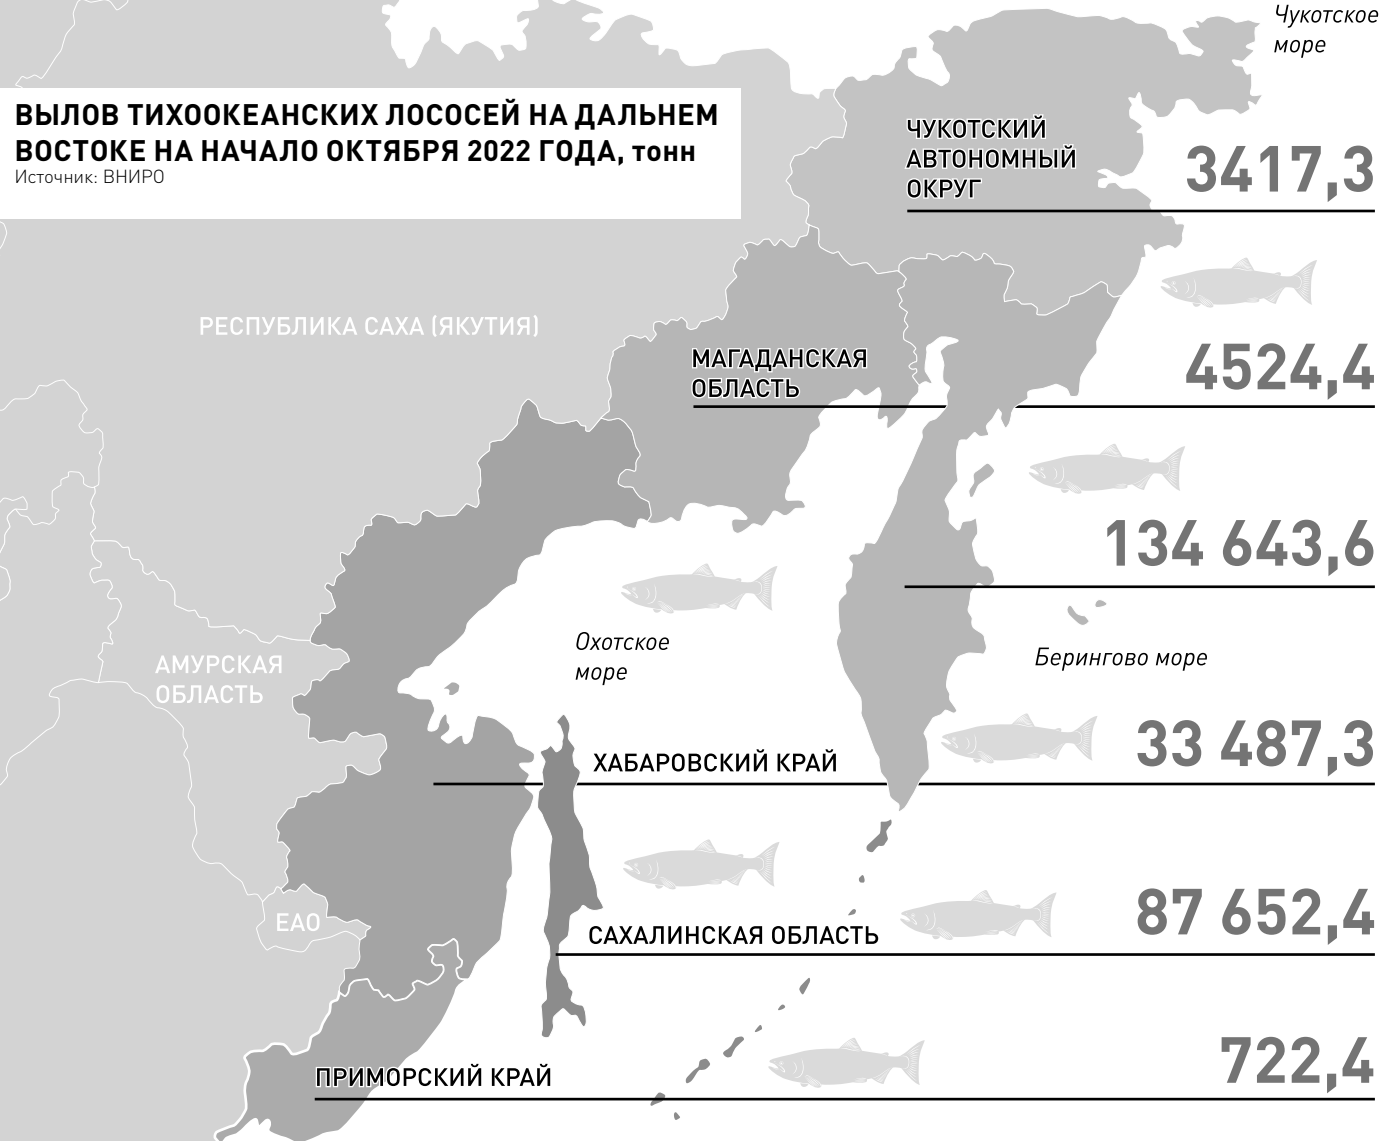 Чукотское
море
ВЫЛОВ ТИХООКЕАНСКИХ ЛОСОСЕЙ НА ДАЛЬНЕМ
ВОСТОКЕ НА НАЧАЛО ОКТЯБРЯ 2022 ГОДА, тонн
Источник: ВНИРО
ЧУКОТСКИЙ
АВТОНОМНЫЙ
ОКРУГ
3417,3
РЕСПУБЛИКА САХА (ЯКУТИЯ)
МАГАДАНСКАЯ
ОБЛАСТЬ
4524,4
134 643,6
Охотское
море
Берингово море
АМУРСКАЯ
ОБЛАСТЬ
ХАБАРОВСКИЙ КРАЙ
33 487,3
ЕАО
САХАЛИНСКАЯ ОБЛАСТЬ
87 652,4
ПРИМОРСКИЙ КРАЙ
722,4